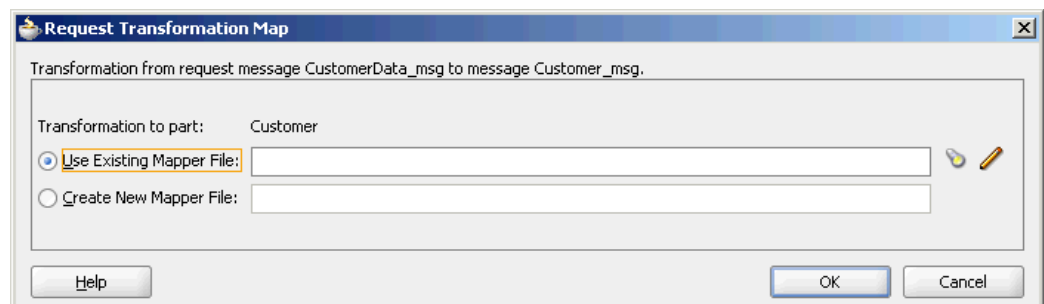 Request Transformation Map
Transformation from request message CustomerData_msg to message Customer_msg.
Transformation to part: Customer
Use Existing Mapper File:
Create New Mapper File:
Help OK Cancel